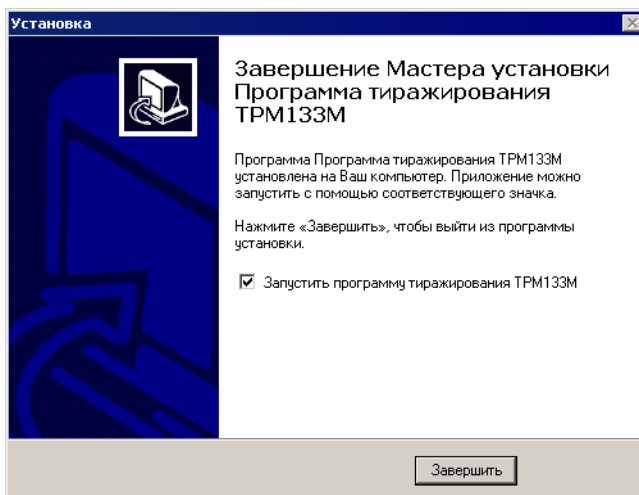 Установка
Завершение Мастера установки
Программа тиражирования
ТРМ133М
Программа Программа тиражирования ТРМ133М
установлена на Ваш компьютер. Приложение можно
запустить с помощью соответствующего значка.
Нажмите «Завершить», чтобы выйти из программы
установки.
Запустить программу тиражирования ТРМ133М
Завершить